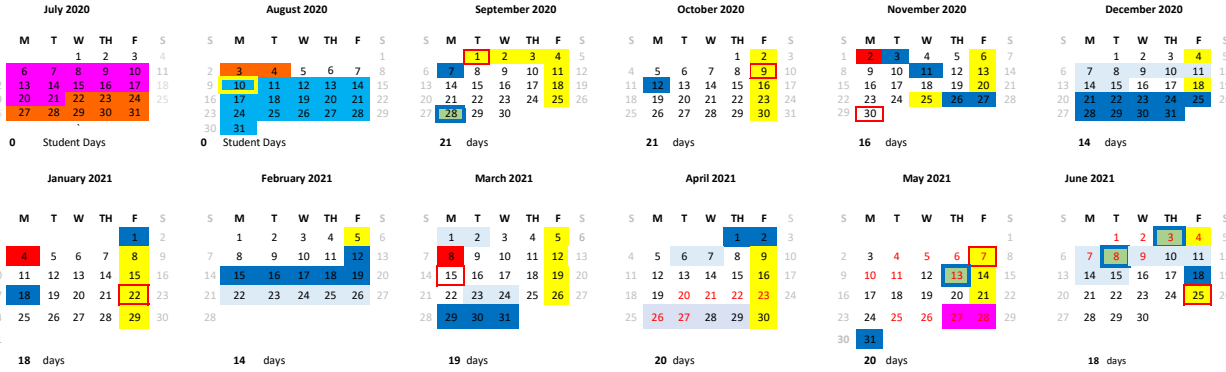 July 2020
M T W TH F S
1 2 3 4
6 7 8 9 10 11
13 14 15 16 17 18
20 21 22 23 24 25
27 28 29 30 31
`
0 Student Days
August 2020
S M T W TH F S
1
2 3 4 5 6 7 8
9 10 11 12 13 14 15
16 17 18 19 20 21 22
23 24 25 26 27 28 29
30 31
0 Student Days
September 2020
S M T W TH F S
1 2 3 4 5
6 7 8 9 10 11 12
13 14 15 16 17 18 19
20 21 22 23 24 25 26
27 28 29 30
21 days
October 2020
S M T W TH F S
1 2 3
4 5 6 7 8 9 10
11 12 13 14 15 16 17
18 19 20 21 22 23 24
25 26 27 28 29 30 31
21 days
November 2020
S M T W TH F S
1 2 3 4 5 6 7
8 9 10 11 12 13 14
15 16 17 18 19 20 21
22 23 24 25 26 27 28
29 30
16 days
December 2020
S M T W TH F S
1 2 3 4 5
6 7 8 9 10 11 12
13 14 15 16 17 18 19
20 21 22 23 24 25 26
27 28 29 30 31
14 days
January 2021
M T W TH F S
1 2
4 5 6 7 8 9
11 12 13 14 15 16
18 19 20 21 22 23
25 26 27 28 29 30
18 days
February 2021
S M T W TH F S
1 2 3 4 5 6
7 8 9 10 11 12 13
14 15 16 17 18 19 20
21 22 23 24 25 26 27
28
14 days
March 2021
S M T W TH F S
1 2 3 4 5 6
7 8 9 10 11 12 13
14 15 16 17 18 19 20
21 22 23 24 25 26 27
28 29 30 31
19 days
April 2021
S M T W TH F S
1 2 3
4 5 6 7 8 9 10
11 12 13 14 15 16 17
18 19 20 21 22 23 24
25 26 27 28 29 30
20 days
May 2021
S M T W TH F S
1
2 3 4 5 6 7 8
9 10 11 12 13 14 15
16 17 18 19 20 21 22
23 24 25 26 27 28 29
30 31
20 days
June 2021
S M T W TH F S
1 2 3 4 5
6 7 8 9 10 11 12
13 14 15 16 17 18 19
20 21 22 23 24 25 26
27 28 29 30
18 days